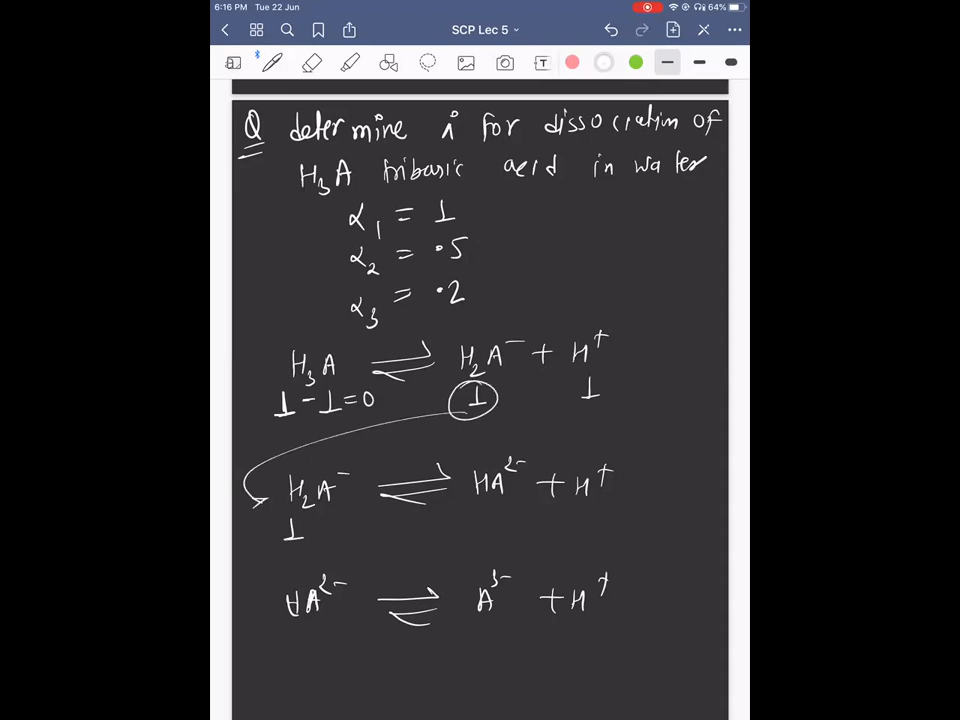 6:16 PM Tue 22 Jun 64%
SCP Lec 5
Q determine i for dissociation of
H₃A tribasic acid in water
α₁ = 1
α₂ = .5
α₃ = .2
H₃A ⇌ H₂A⁻ + H⁺
1 - 1 = 0 1 1
H₂A⁻ ⇌ HA²⁻ + H⁺
1
HA²⁻ ⇌ A³⁻ + H⁺